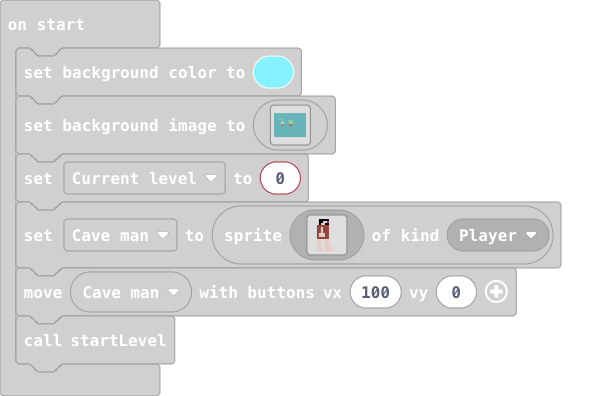 on start
set background color to
set background image to
set Current level to 0
set Cave man to sprite of kind Player
move Cave man with buttons vx 100 vy 0
call startLevel